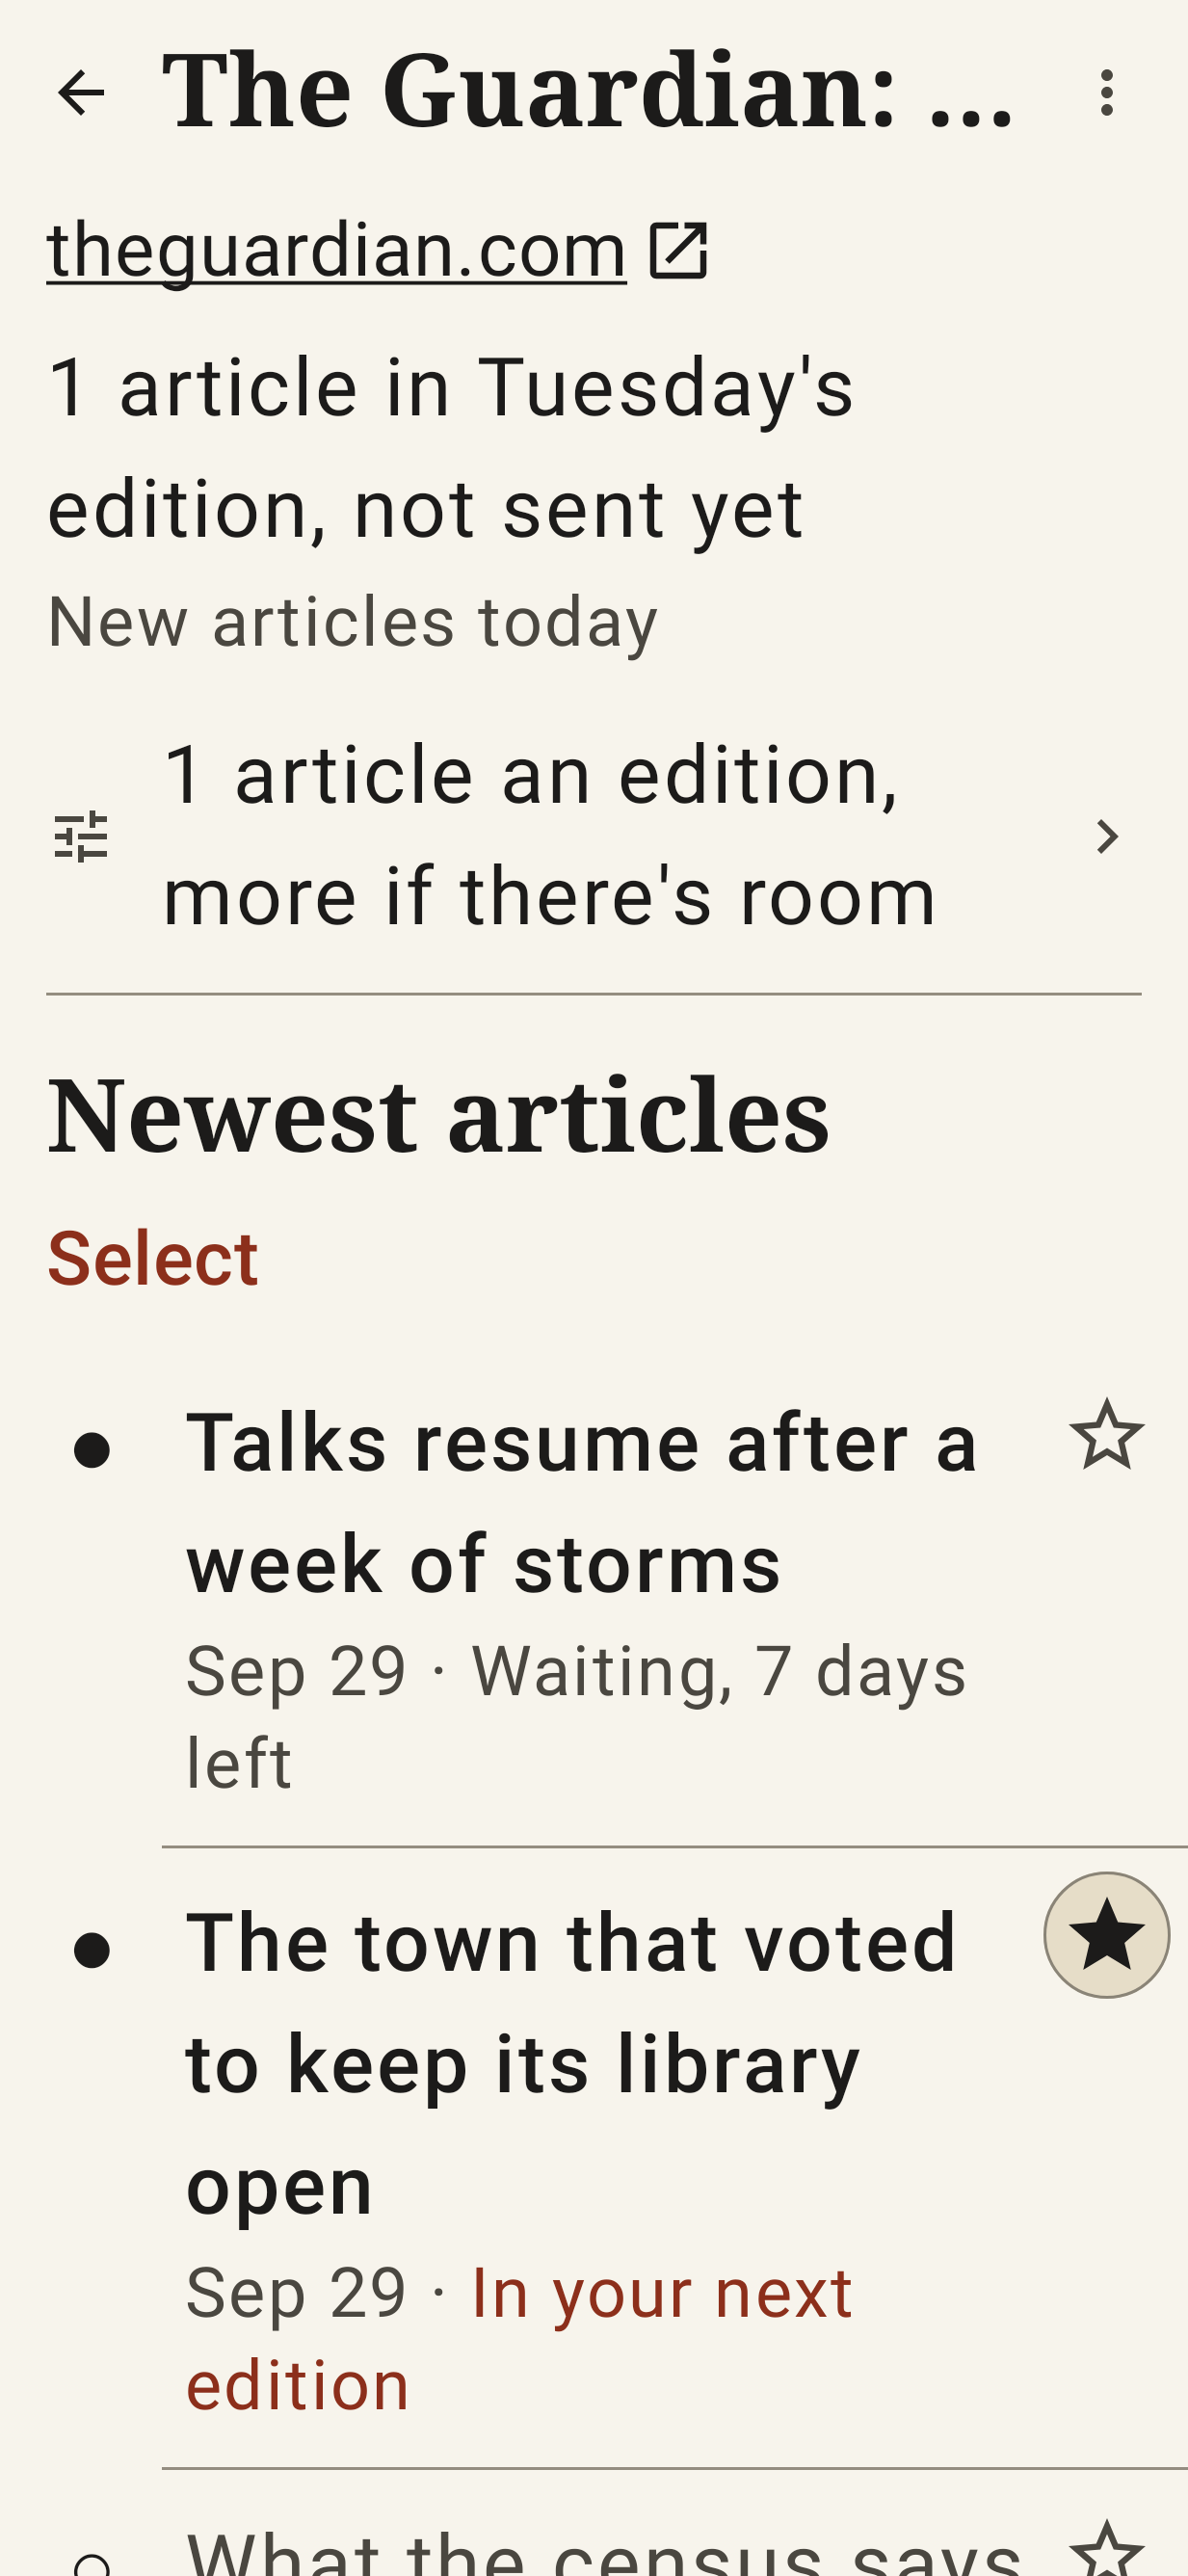 The Guardian: ...
theguardian.com
1 article in Tuesday's
edition, not sent yet
New articles today
1 article an edition,
more if there's room
Newest articles
Select
Talks resume after a
week of storms
Sep 29 · Waiting, 7 days
left
The town that voted
to keep its library
open
Sep 29 · In your next
edition
What the census says